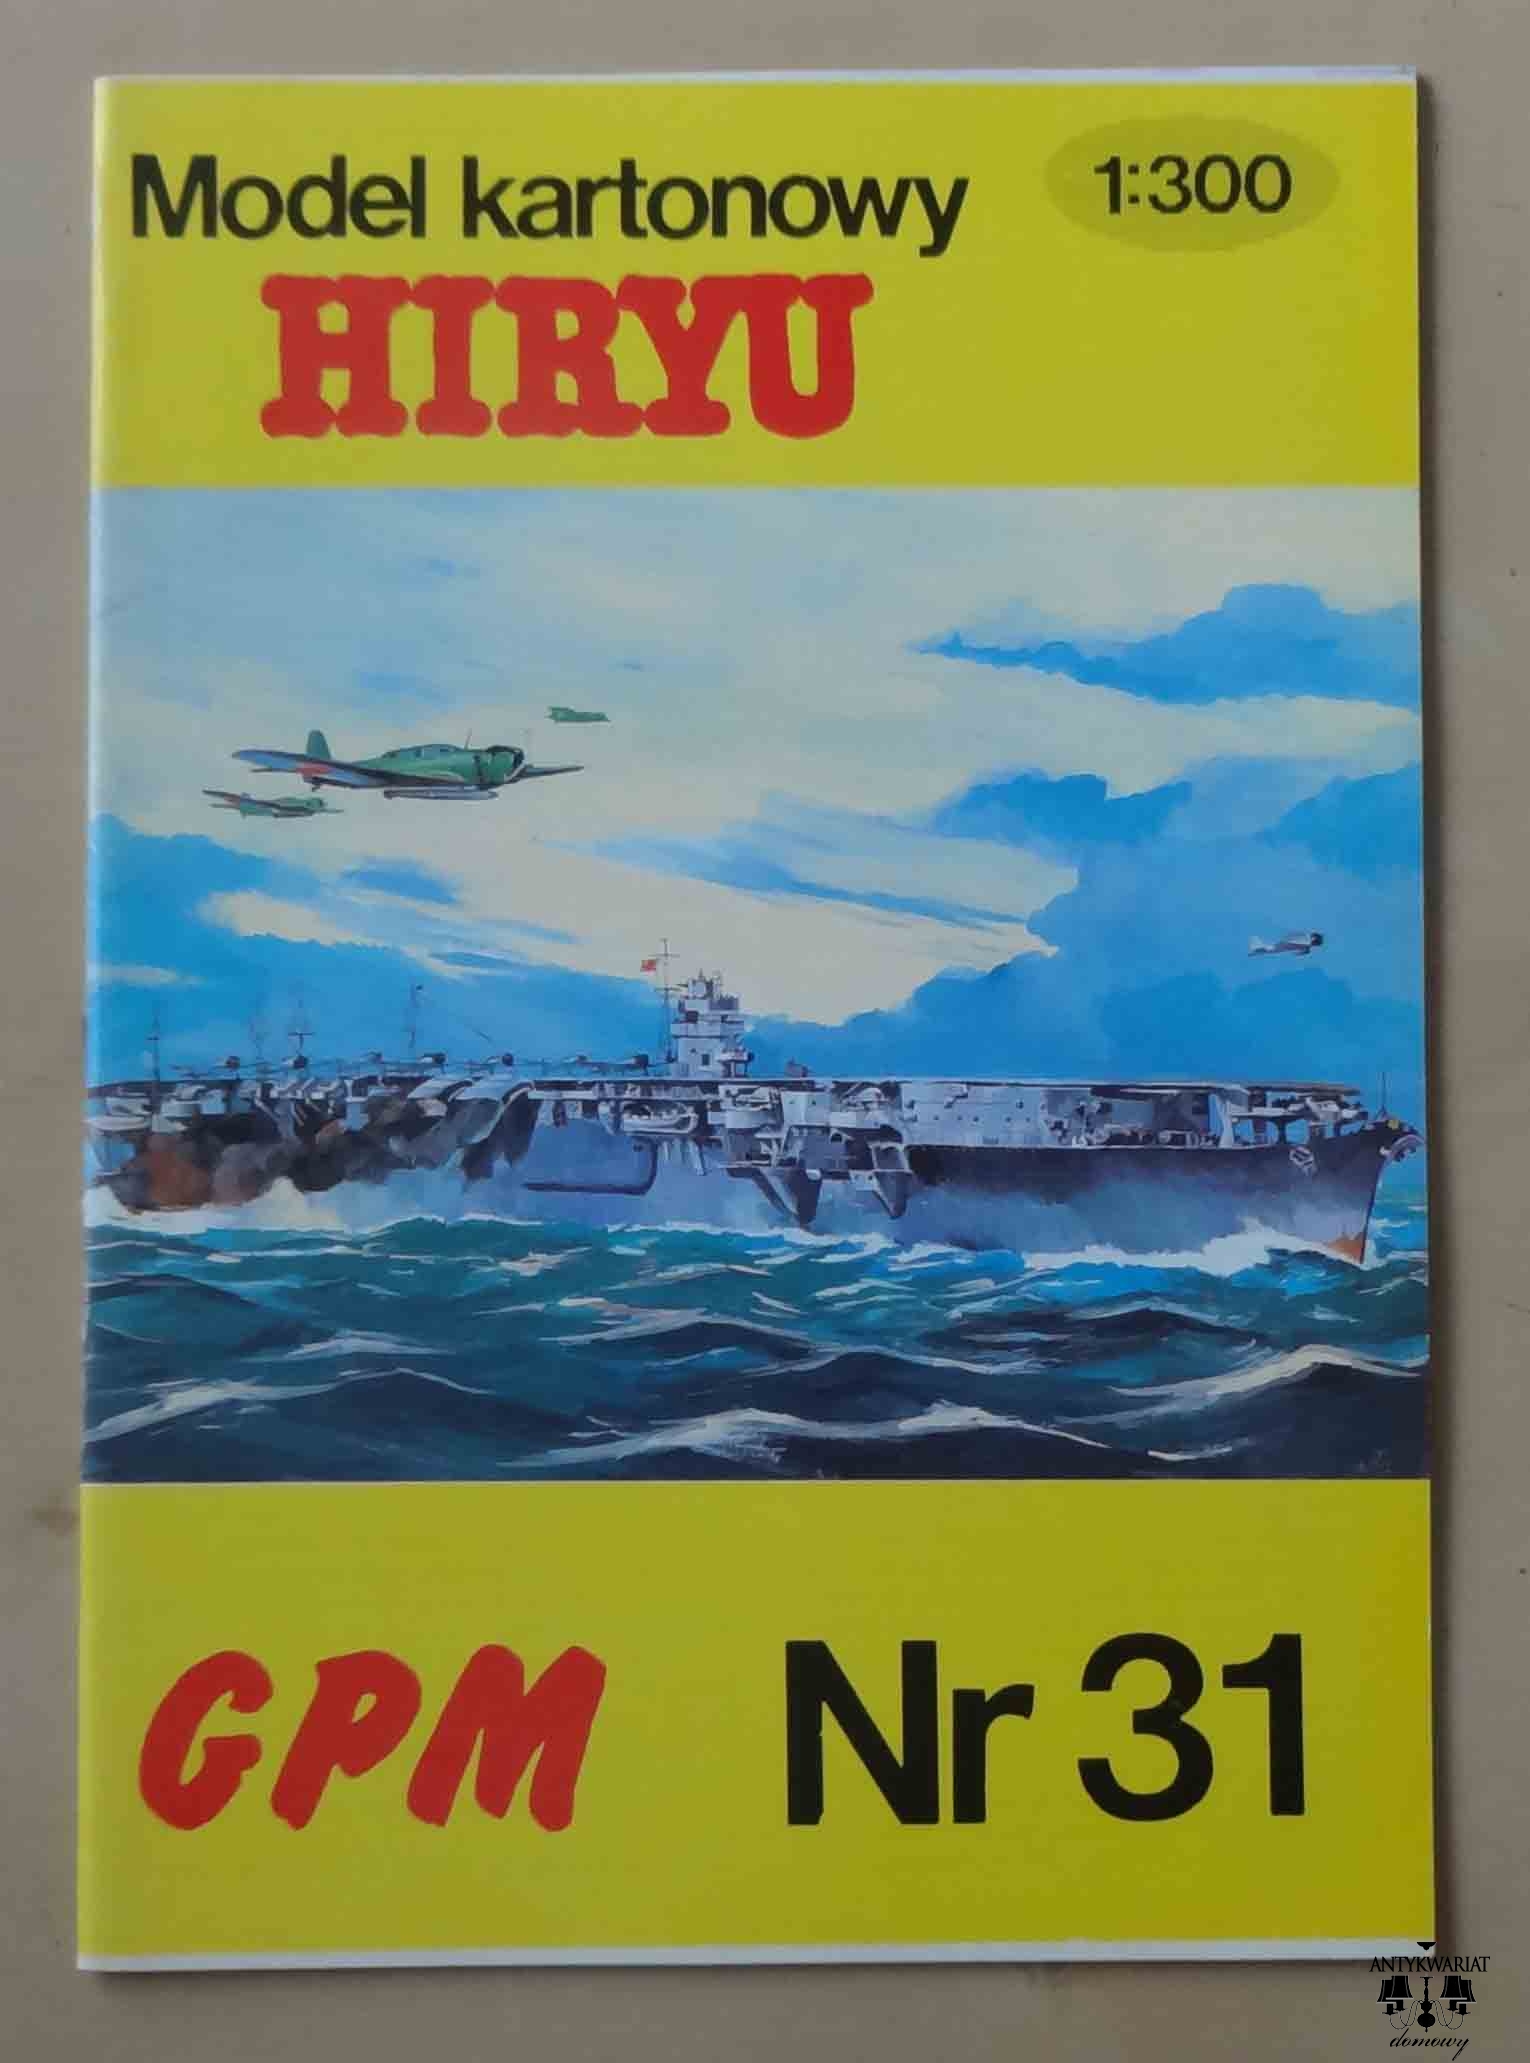 Model kartonowy 1:300
HIRYU
GPM Nr 31
ANTYKWARIAT
domowy